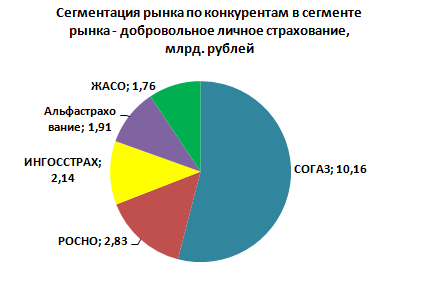 Сегментация рынка по конкурентам в сегменте
рынка - добровольное личное страхование,
млрд. рублей
ЖАСО; 1,76
Альфастрахо
вание; 1,91
ИНГОССТРАХ;
2,14
СОГАЗ; 10,16
РОСНО; 2,83